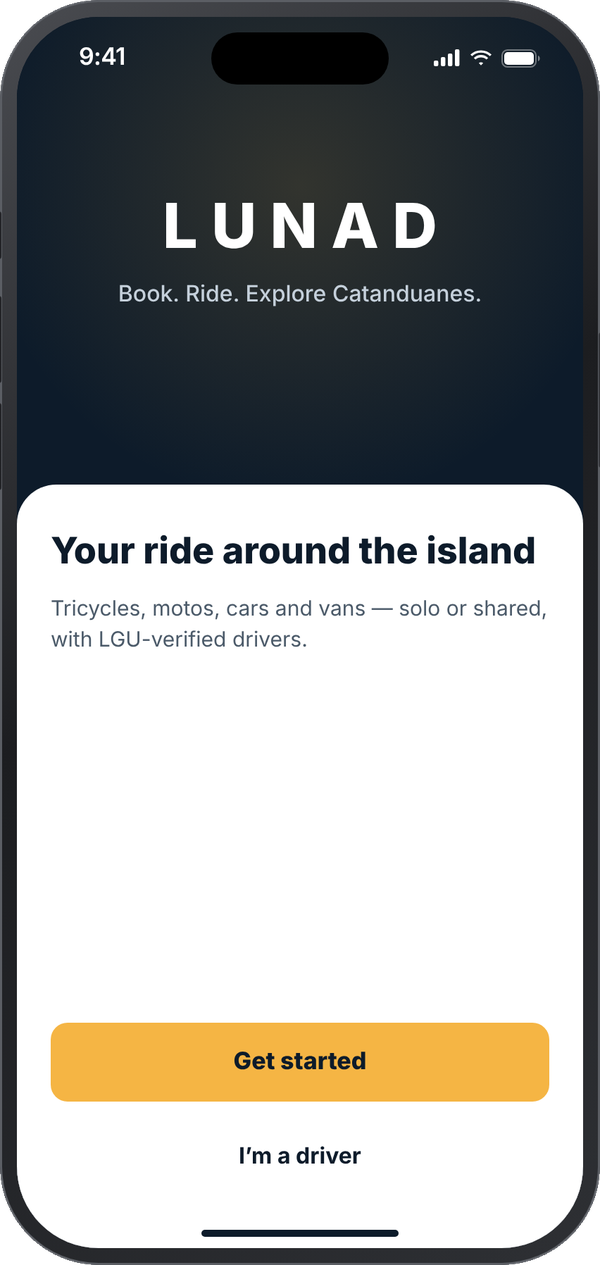 9:41
LUNAD
Book. Ride. Explore Catanduanes.
Your ride around the island
Tricycles, motos, cars and vans — solo or shared,
with LGU-verified drivers.
Get started
I’m a driver